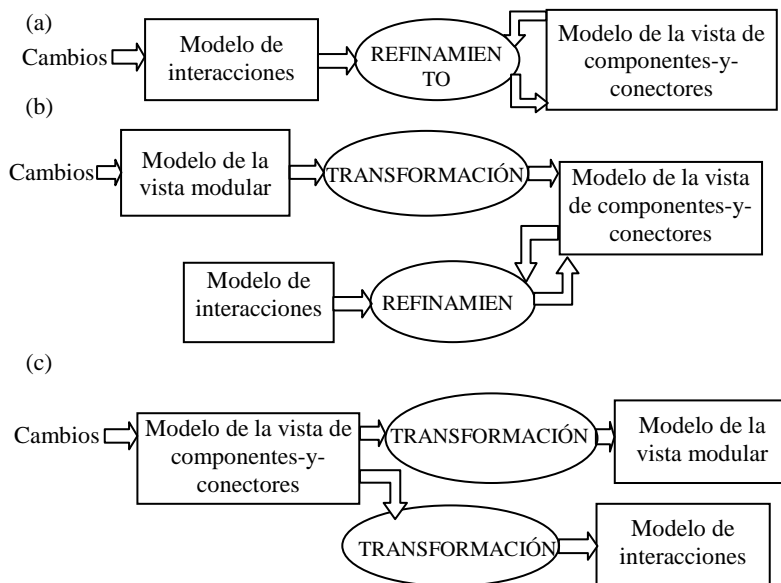 (a)
Cambios
Modelo de
interacciones
REFINAMIEN
TO
Modelo de la vista de
componentes-y-
conectores
(b)
Cambios
Modelo de la
vista modular
TRANSFORMACIÓN
Modelo de la vista
de componentes-y-
conectores
Modelo de
interacciones
REFINAMIEN
(c)
Cambios
Modelo de la vista de
componentes-y-
conectores
TRANSFORMACIÓN
Modelo de la
vista modular
TRANSFORMACIÓN
Modelo de
interacciones